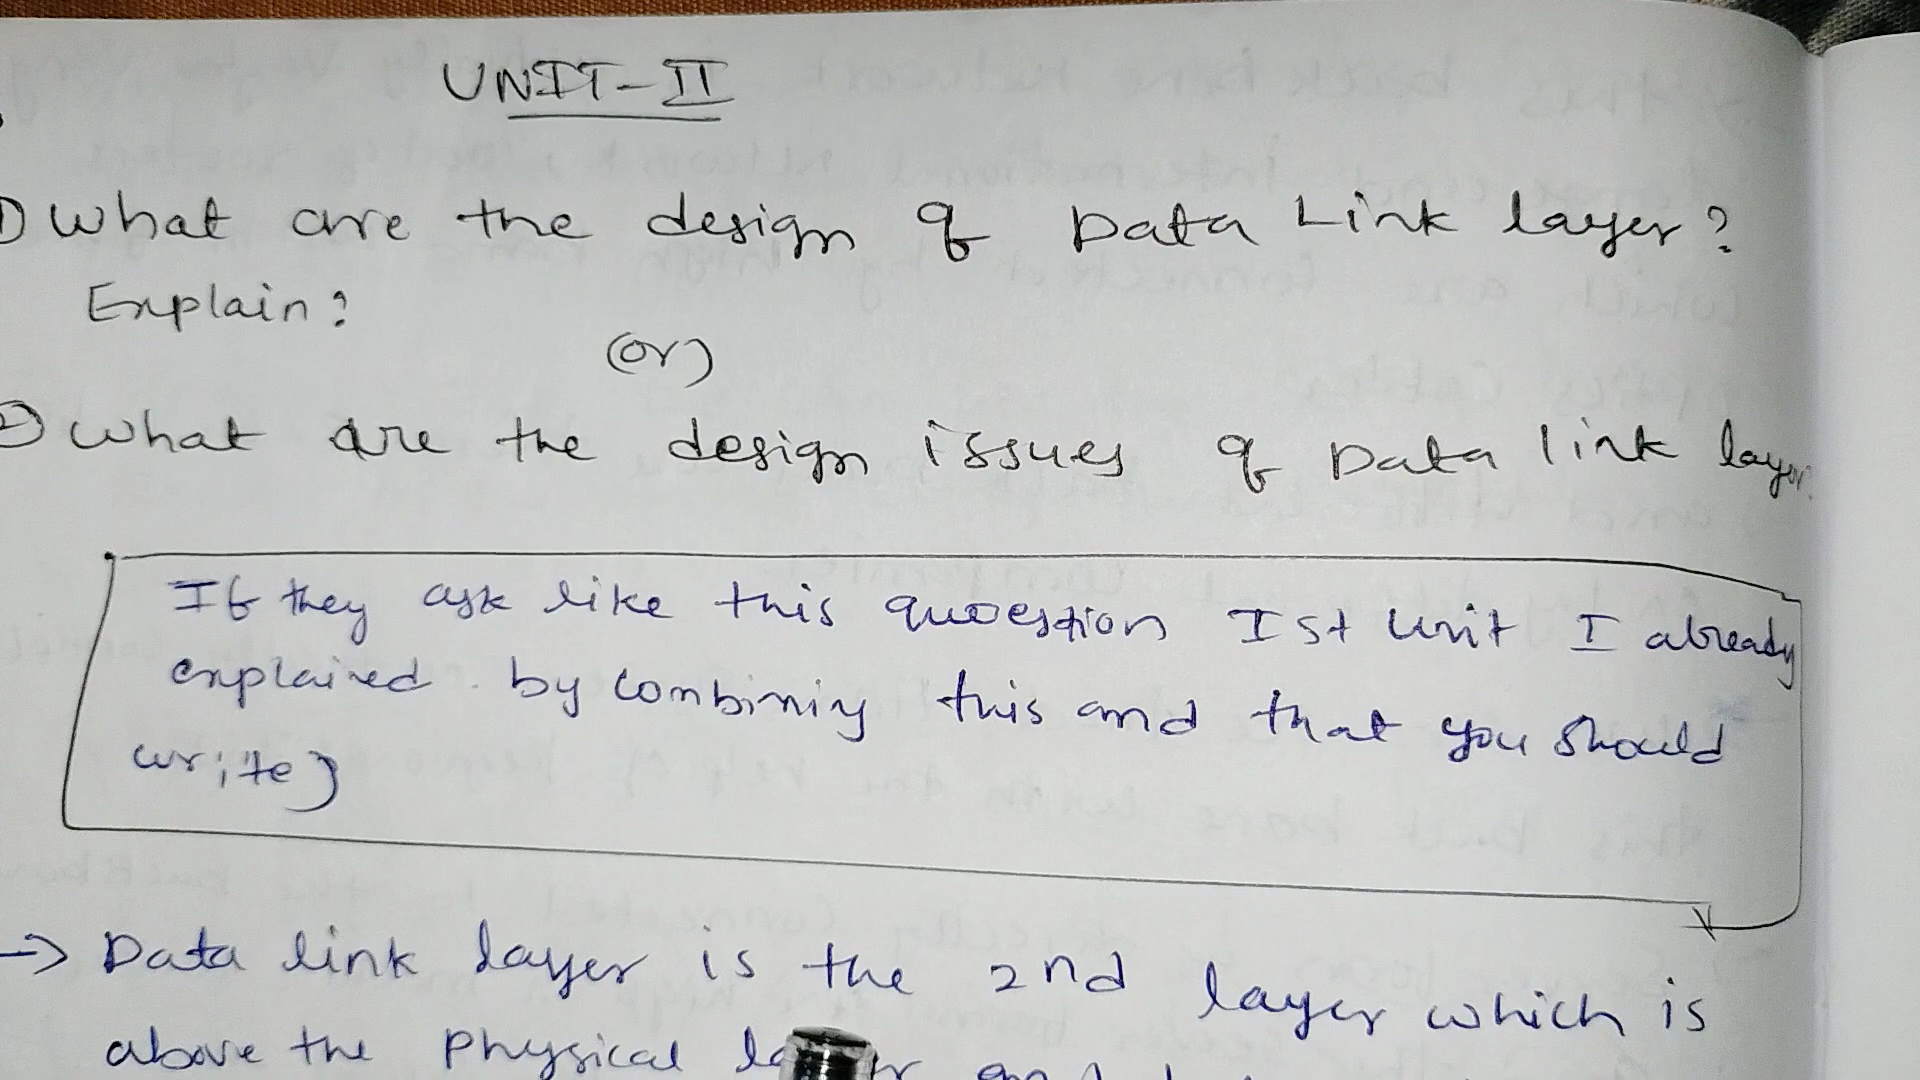 UNIT-II
1) What are the design of Data Link layer?
Explain?
(or)
2) What are the design issues of Data link layer.
If they ask like this quoestion Ist Unit I already
explained by combining this and that you should
write)
→ Data link layer is the 2nd layer which is
above the Physical